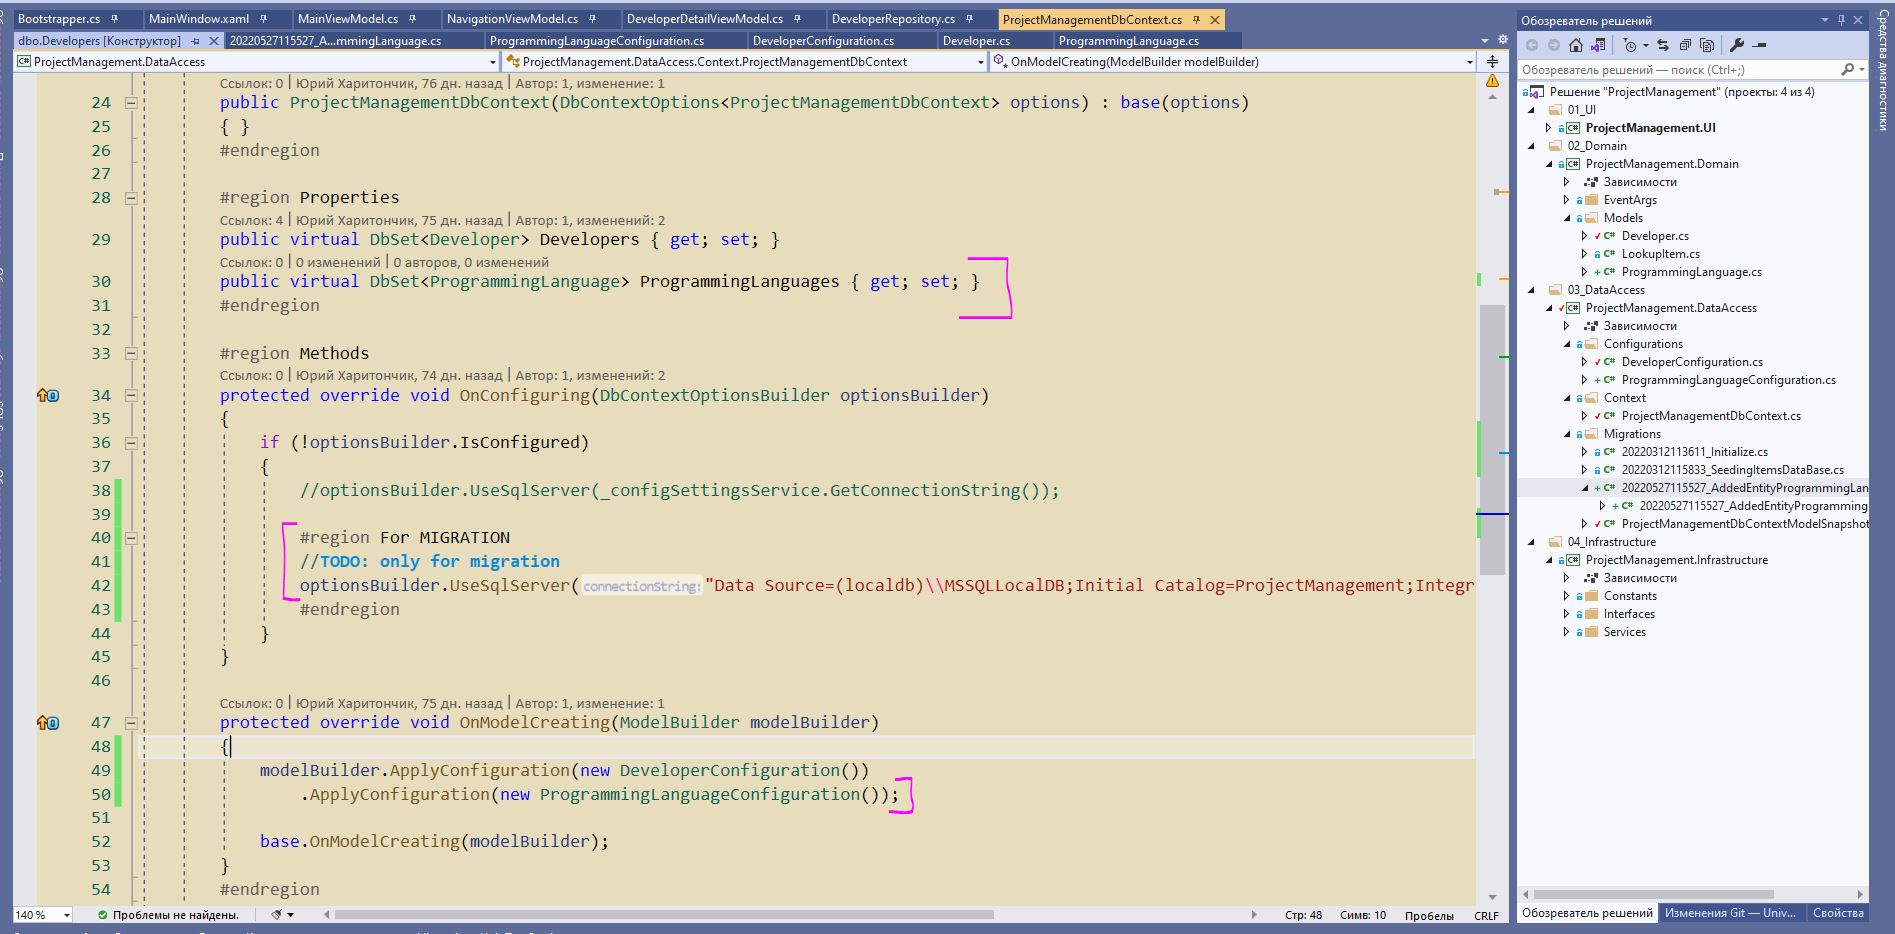 Bootstrapper.cs
MainWindow.xaml
MainViewModel.cs
NavigationViewModel.cs
DeveloperDetailViewModel.cs
DeveloperRepository.cs
ProjectManagementDbContext.cs
dbo.Developers [Конструктор]
20220527115527_A...mmingLanguage.cs
ProgrammingLanguageConfiguration.cs
DeveloperConfiguration.cs
Developer.cs
ProgrammingLanguage.cs
ProjectManagement.DataAccess
ProjectManagement.DataAccess.Context.ProjectManagementDbContext
OnModelCreating(ModelBuilder modelBuilder)
Ссылок: 0 | Юрий Харитончик, 76 дн. назад | Автор: 1, изменений: 1
24 public ProjectManagementDbContext(DbContextOptions<ProjectManagementDbContext> options) : base(options)
25 { }
26 #endregion
27
28 #region Properties
Ссылок: 4 | Юрий Харитончик, 75 дн. назад | Автор: 1, изменений: 2
29 public virtual DbSet<Developer> Developers { get; set; }
Ссылок: 0 | 0 изменений | 0 авторов, 0 изменений
30 public virtual DbSet<ProgrammingLanguage> ProgrammingLanguages { get; set; }
31 #endregion
32
33 #region Methods
Ссылок: 0 | Юрий Харитончик, 74 дн. назад | Автор: 1, изменений: 2
34 protected override void OnConfiguring(DbContextOptionsBuilder optionsBuilder)
35 {
36 if (!optionsBuilder.IsConfigured)
37 {
38 //optionsBuilder.UseSqlServer(_configSettingsService.GetConnectionString());
39
40 #region For MIGRATION
41 //TODO: only for migration
42 optionsBuilder.UseSqlServer(connectionString: "Data Source=(localdb)\\MSSQLLocalDB;Initial Catalog=ProjectManagement;Integr
43 #endregion
44 }
45 }
46
Ссылок: 0 | Юрий Харитончик, 75 дн. назад | Автор: 1, изменений: 1
47 protected override void OnModelCreating(ModelBuilder modelBuilder)
48 {
49 modelBuilder.ApplyConfiguration(new DeveloperConfiguration())
50 .ApplyConfiguration(new ProgrammingLanguageConfiguration());
51
52 base.OnModelCreating(modelBuilder);
53 }
54 #endregion
140 %
Проблемы не найдены.
Стр: 48
Симв: 10
Пробелы
CRLF
Обозреватель решений
Обозреватель решений — поиск (Ctrl+;)
Решение "ProjectManagement" (проекты: 4 из 4)
01_UI
ProjectManagement.UI
02_Domain
ProjectManagement.Domain
Зависимости
EventArgs
Models
Developer.cs
LookupItem.cs
ProgrammingLanguage.cs
03_DataAccess
ProjectManagement.DataAccess
Зависимости
Configurations
DeveloperConfiguration.cs
ProgrammingLanguageConfiguration.cs
Context
ProjectManagementDbContext.cs
Migrations
20220312113611_Initialize.cs
20220312115833_SeedingItemsDataBase.cs
20220527115527_AddedEntityProgrammingLan
20220527115527_AddedEntityProgramming
ProjectManagementDbContextModelSnapshot
04_Infrastructure
ProjectManagement.Infrastructure
Зависимости
Constants
Interfaces
Services
Обозреватель решений
Изменения Git — Univ...
Свойства
Средства диагностики